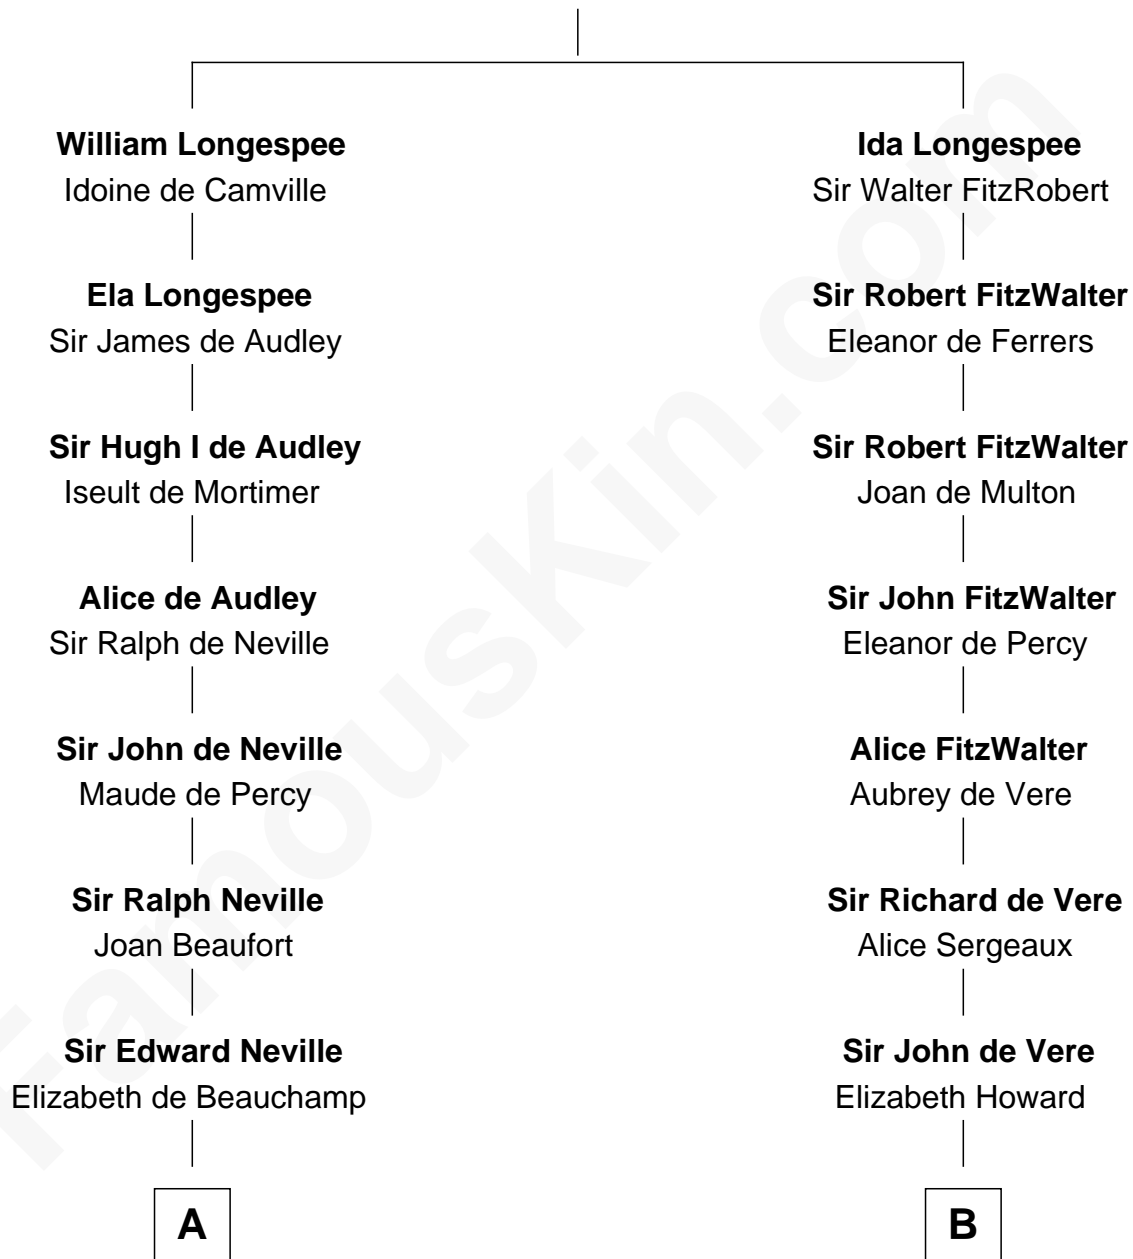 William Longespee
Idoine de Camville
Ela Longespee
Sir James de Audley
Sir Hugh I de Audley
Iseult de Mortimer
Alice de Audley
Sir Ralph de Neville
Sir John de Neville
Maude de Percy
Sir Ralph Neville
Joan Beaufort
Sir Edward Neville
Elizabeth de Beauchamp
A
Ida Longespee
Sir Walter FitzRobert
Sir Robert FitzWalter
Eleanor de Ferrers
Sir Robert FitzWalter
Joan de Multon
Sir John FitzWalter
Eleanor de Percy
Alice FitzWalter
Aubrey de Vere
Sir Richard de Vere
Alice Sergeaux
Sir John de Vere
Elizabeth Howard
B
FamousKin.com